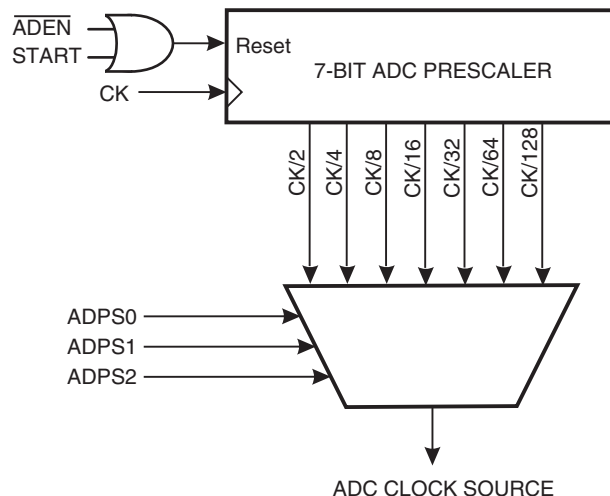 ADEN
START
Reset
7-BIT ADC PRESCALER
CK
CK/2
CK/4
CK/8
CK/16
CK/32
CK/64
CK/128
ADPS0
ADPS1
ADPS2
ADC CLOCK SOURCE